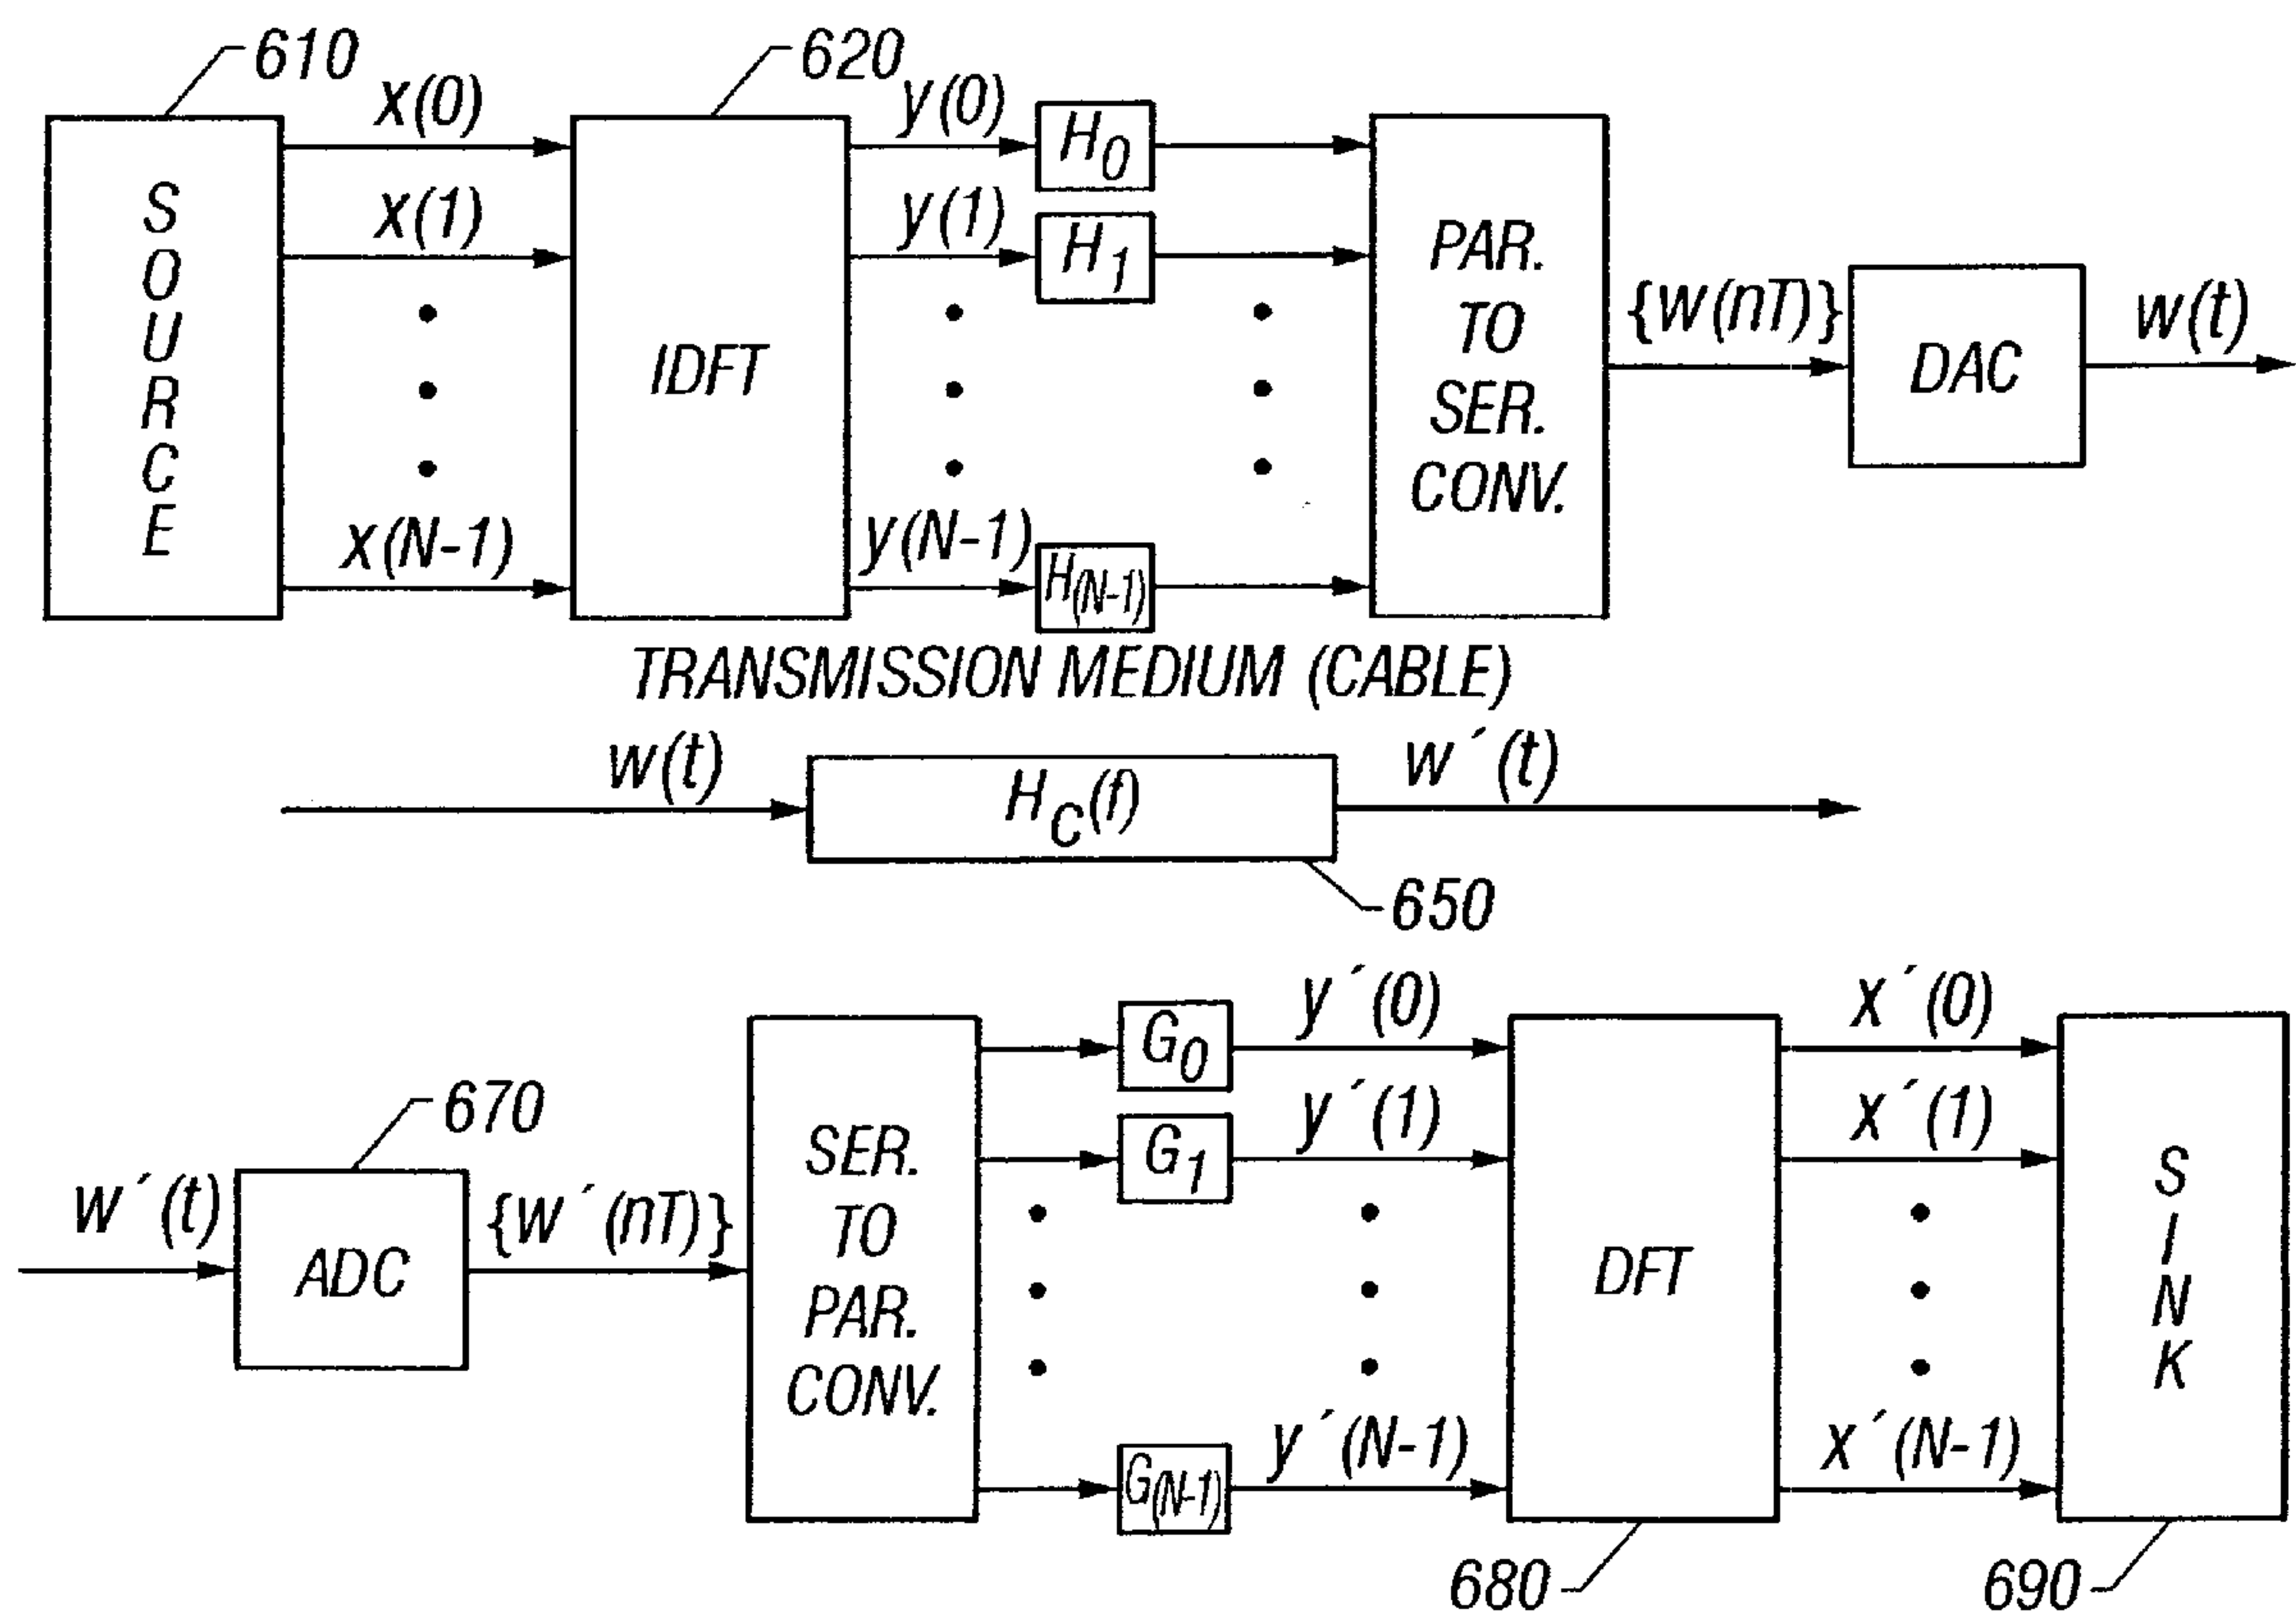 610
620
x(0)
y(0)
H0
x(1)
y(1)
H1
SOURCE
IDFT
PAR.
TO
SER.
CONV.
{w(nT)}
DAC
w(t)
x(N-1)
y(N-1)
H(N-1)
TRANSMISSION MEDIUM (CABLE)
w(t)
HC(f)
w´(t)
650
670
w´(t)
ADC
{w´(nT)}
SER.
TO
PAR.
CONV.
G0
y´(0)
x´(0)
G1
y´(1)
x´(1)
DFT
SINK
G(N-1)
y´(N-1)
x´(N-1)
680
690